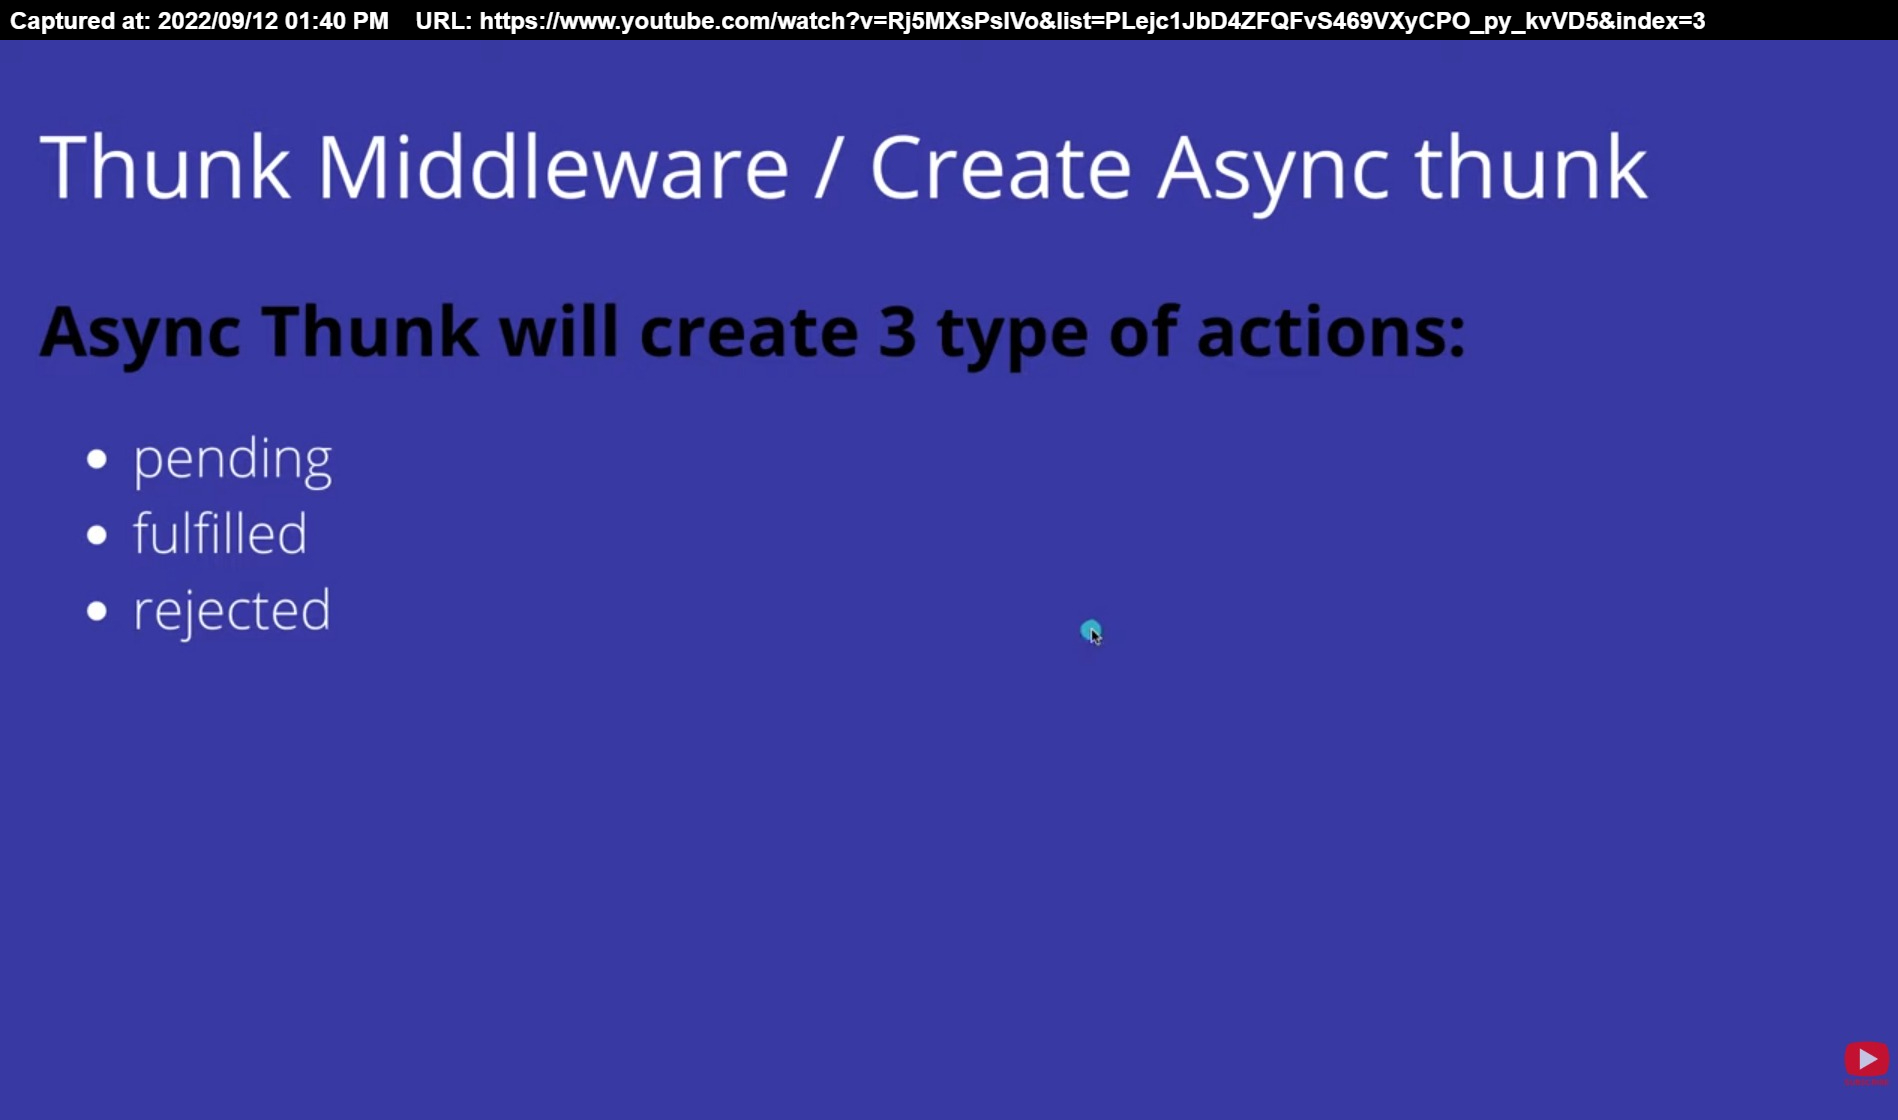 Captured at: 2022/09/12 01:40 PM    URL: https://www.youtube.com/watch?v=Rj5MXsPslVo&list=PLejc1JbD4ZFQFvS469VXyCPO_py_kvVD5&index=3
Thunk Middleware / Create Async thunk
Async Thunk will create 3 type of actions:
• pending
• fulfilled
• rejected